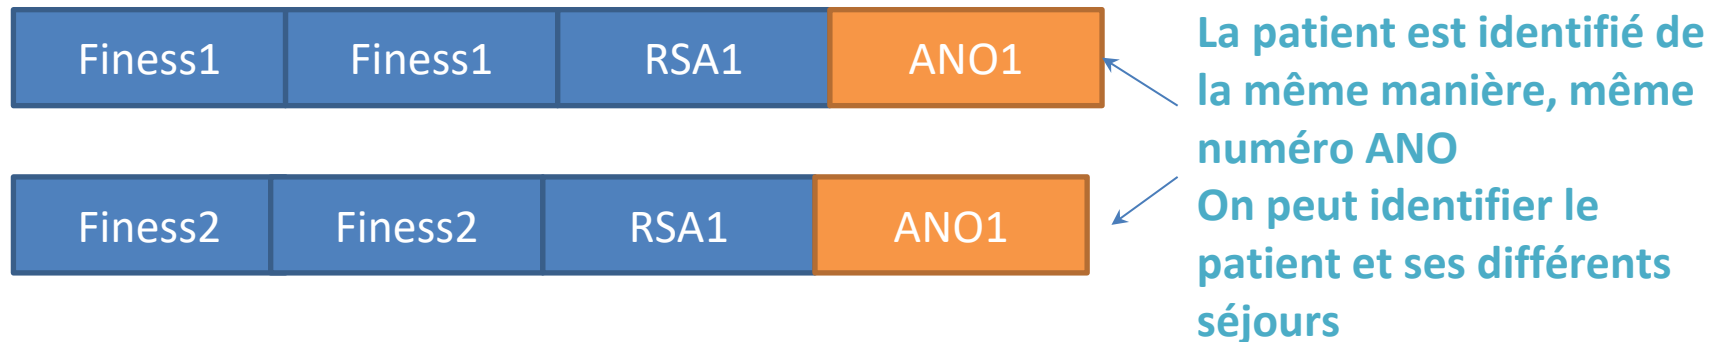 Finess1 Finess1 RSA1 ANO1
La patient est identifié de
la même manière, même
numéro ANO
Finess2 Finess2 RSA1 ANO1
On peut identifier le
patient et ses différents
séjours